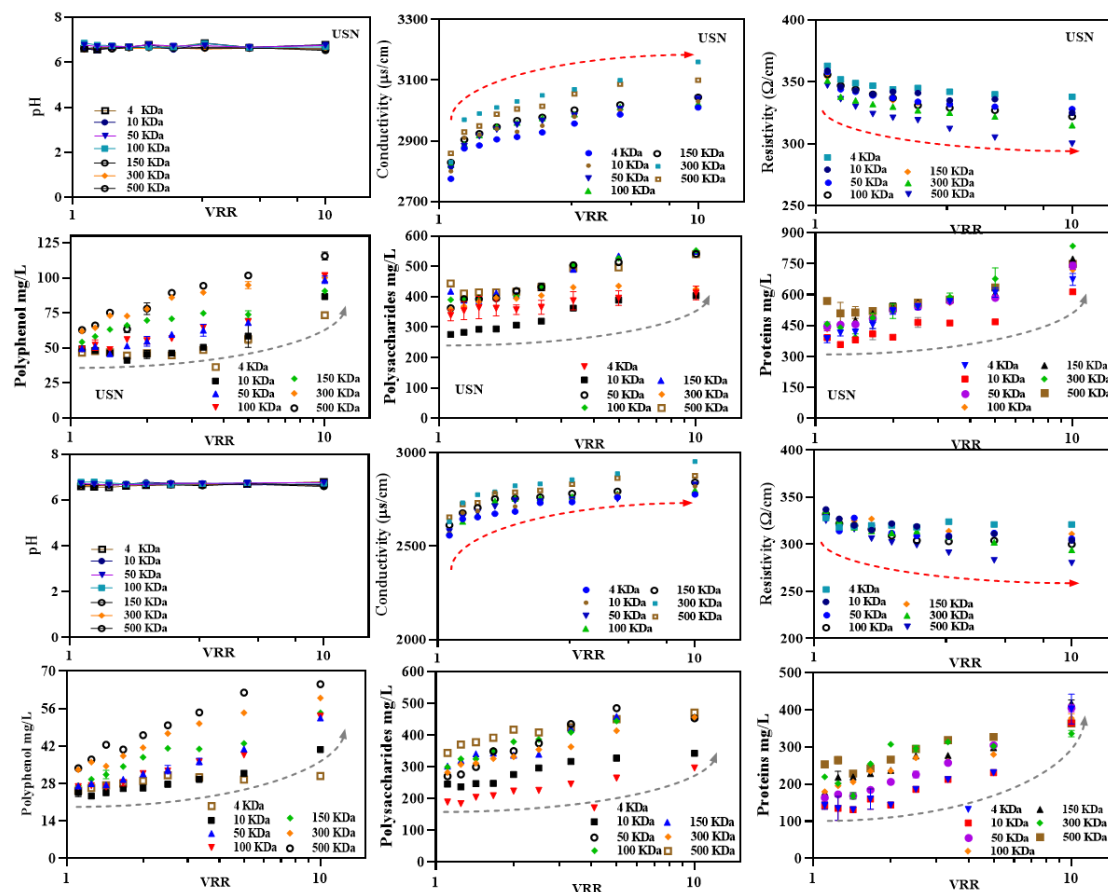 8
6
4
2
0
pH
USN
4 KDa
10 KDa
50 KDa
100 KDa
150 KDa
300 KDa
500 KDa
1
VRR
10
3300
3100
2900
2700
Conductivity (µs/cm)
USN
4 KDa
10 KDa
50 KDa
100 KDa
150 KDa
300 KDa
500 KDa
1
VRR
10
400
350
300
250
Resistivity (Ω/cm)
USN
4 KDa
10 KDa
50 KDa
100 KDa
150 KDa
300 KDa
500 KDa
1
VRR
10
125
100
75
50
25
0
Polyphenol mg/L
USN
4 KDa
10 KDa
50 KDa
100 KDa
150 KDa
300 KDa
500 KDa
1
VRR
10
600
500
400
300
200
100
0
Polysaccharides mg/L
USN
4 KDa
10 KDa
50 KDa
100 KDa
150 KDa
300 KDa
500 KDa
1
VRR
10
900
750
600
450
300
150
0
Proteins mg/L
USN
4 KDa
10 KDa
50 KDa
100 KDa
150 KDa
300 KDa
500 KDa
1
VRR
10
8
6
4
2
0
pH
4 KDa
10 KDa
50 KDa
100 KDa
150 KDa
300 KDa
500 KDa
1
VRR
10
3000
2500
2000
Conductivity (µs/cm)
4 KDa
10 KDa
50 KDa
100 KDa
150 KDa
300 KDa
500 KDa
1
VRR
10
400
350
300
250
200
Resistivity (Ω/cm)
4 KDa
10 KDa
50 KDa
100 KDa
150 KDa
300 KDa
500 KDa
1
VRR
10
70
56
42
28
14
0
Polyphenol mg/L
4 KDa
10 KDa
50 KDa
100 KDa
150 KDa
300 KDa
500 KDa
1
VRR
10
600
500
400
300
200
100
0
Polysaccharides mg/L
4 KDa
10 KDa
50 KDa
100 KDa
150 KDa
300 KDa
500 KDa
1
VRR
10
500
400
300
200
100
0
Proteins mg/L
4 KDa
10 KDa
50 KDa
100 KDa
150 KDa
300 KDa
500 KDa
1
VRR
10